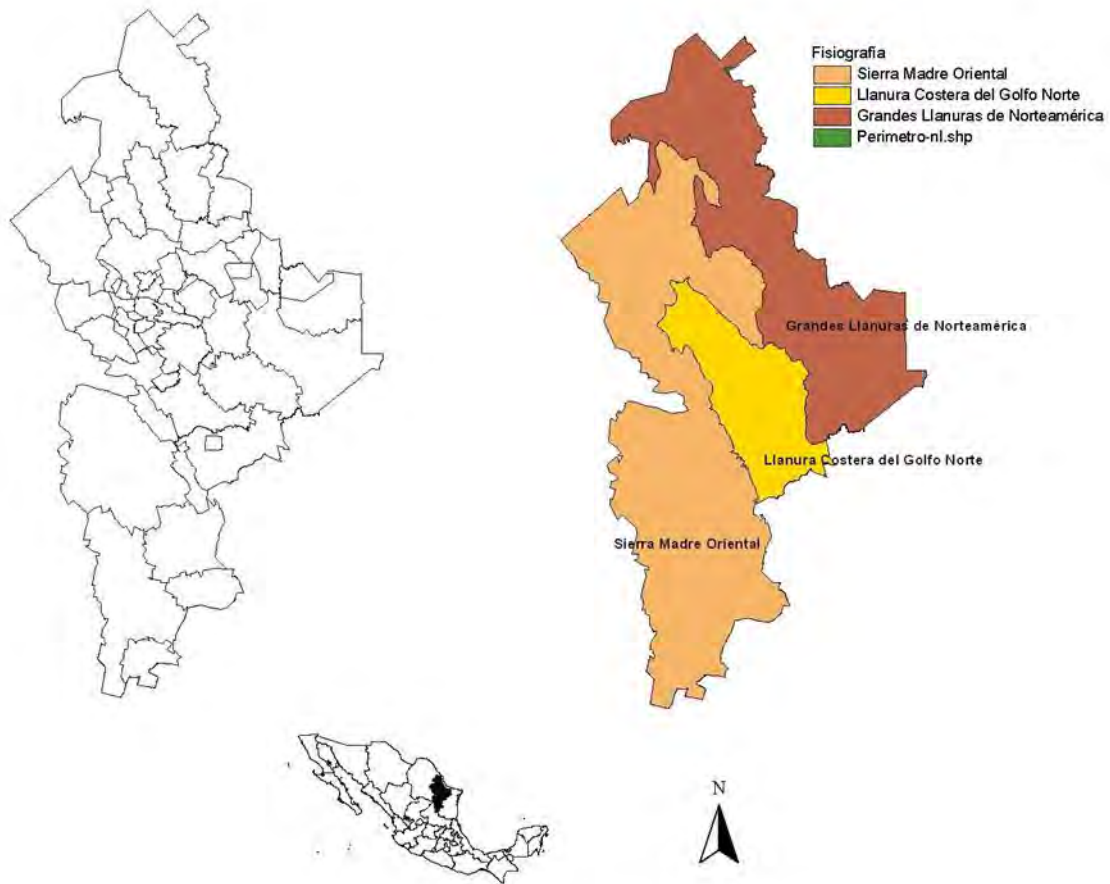 Fisiografía
Sierra Madre Oriental
Llanura Costera del Golfo Norte
Grandes Llanuras de Norteamérica
Perimetro-nl.shp
Grandes Llanuras de Norteamérica
Llanura Costera del Golfo Norte
Sierra Madre Oriental
N